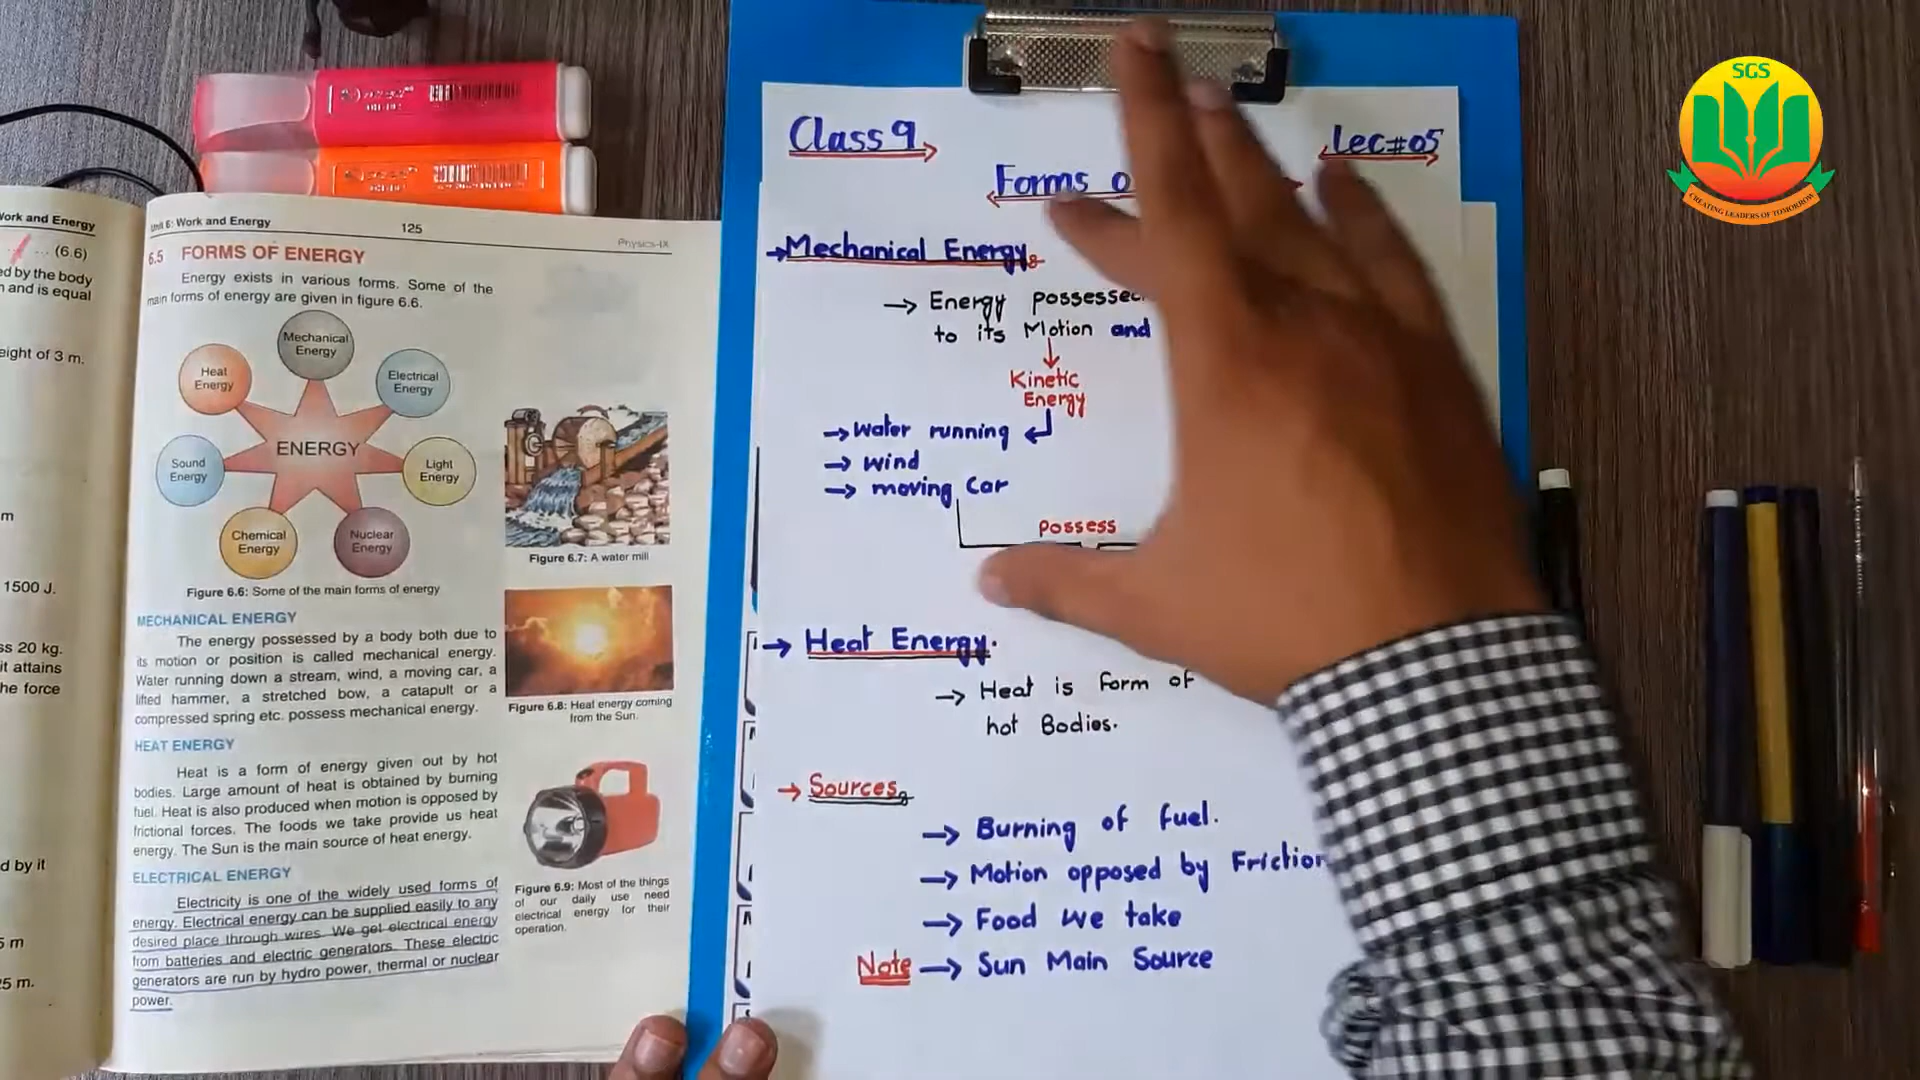 Work and Energy
(6.6)
ed by the body
n and is equal
eight of 3 m.
m
1500 J.
ss 20 kg.
it attains
he force
d by it
5 m
25 m.
Unit 6: Work and Energy
125
Physics-IX
6.5 FORMS OF ENERGY
Energy exists in various forms. Some of the
main forms of energy are given in figure 6.6.
Mechanical
Energy
Heat
Energy
Electrical
Energy
ENERGY
Sound
Energy
Light
Energy
Chemical
Energy
Nuclear
Energy
Figure 6.6: Some of the main forms of energy
MECHANICAL ENERGY
The energy possessed by a body both due to
its motion or position is called mechanical energy.
Water running down a stream, wind, a moving car, a
lifted hammer, a stretched bow, a catapult or a
compressed spring etc. possess mechanical energy.
HEAT ENERGY
Heat is a form of energy given out by hot
bodies. Large amount of heat is obtained by burning
fuel. Heat is also produced when motion is opposed by
frictional forces. The foods we take provide us heat
energy. The Sun is the main source of heat energy.
ELECTRICAL ENERGY
Electricity is one of the widely used forms of
energy. Electrical energy can be supplied easily to any
desired place through wires. We get electrical energy
from batteries and electric generators. These electric
generators are run by hydro power, thermal or nuclear
power.
Figure 6.7: A water mill
Figure 6.8: Heat energy coming
from the Sun.
Figure 6.9: Most of the things
of our daily use need
electrical energy for their
operation.
Class 9
Lec#05
Forms o
→ Mechanical Energy:
→ Energy possessed
to its Motion and
Kinetic
Energy
→ Water running
→ wind
→ moving Car
Possess
→ Heat Energy.
→ Heat is form of
hot Bodies.
→ Sources:
→ Burning of fuel.
→ Motion opposed by Friction
→ Food we take
Note → Sun Main Source
SGS
CREATING LEADERS OF TOMORROW